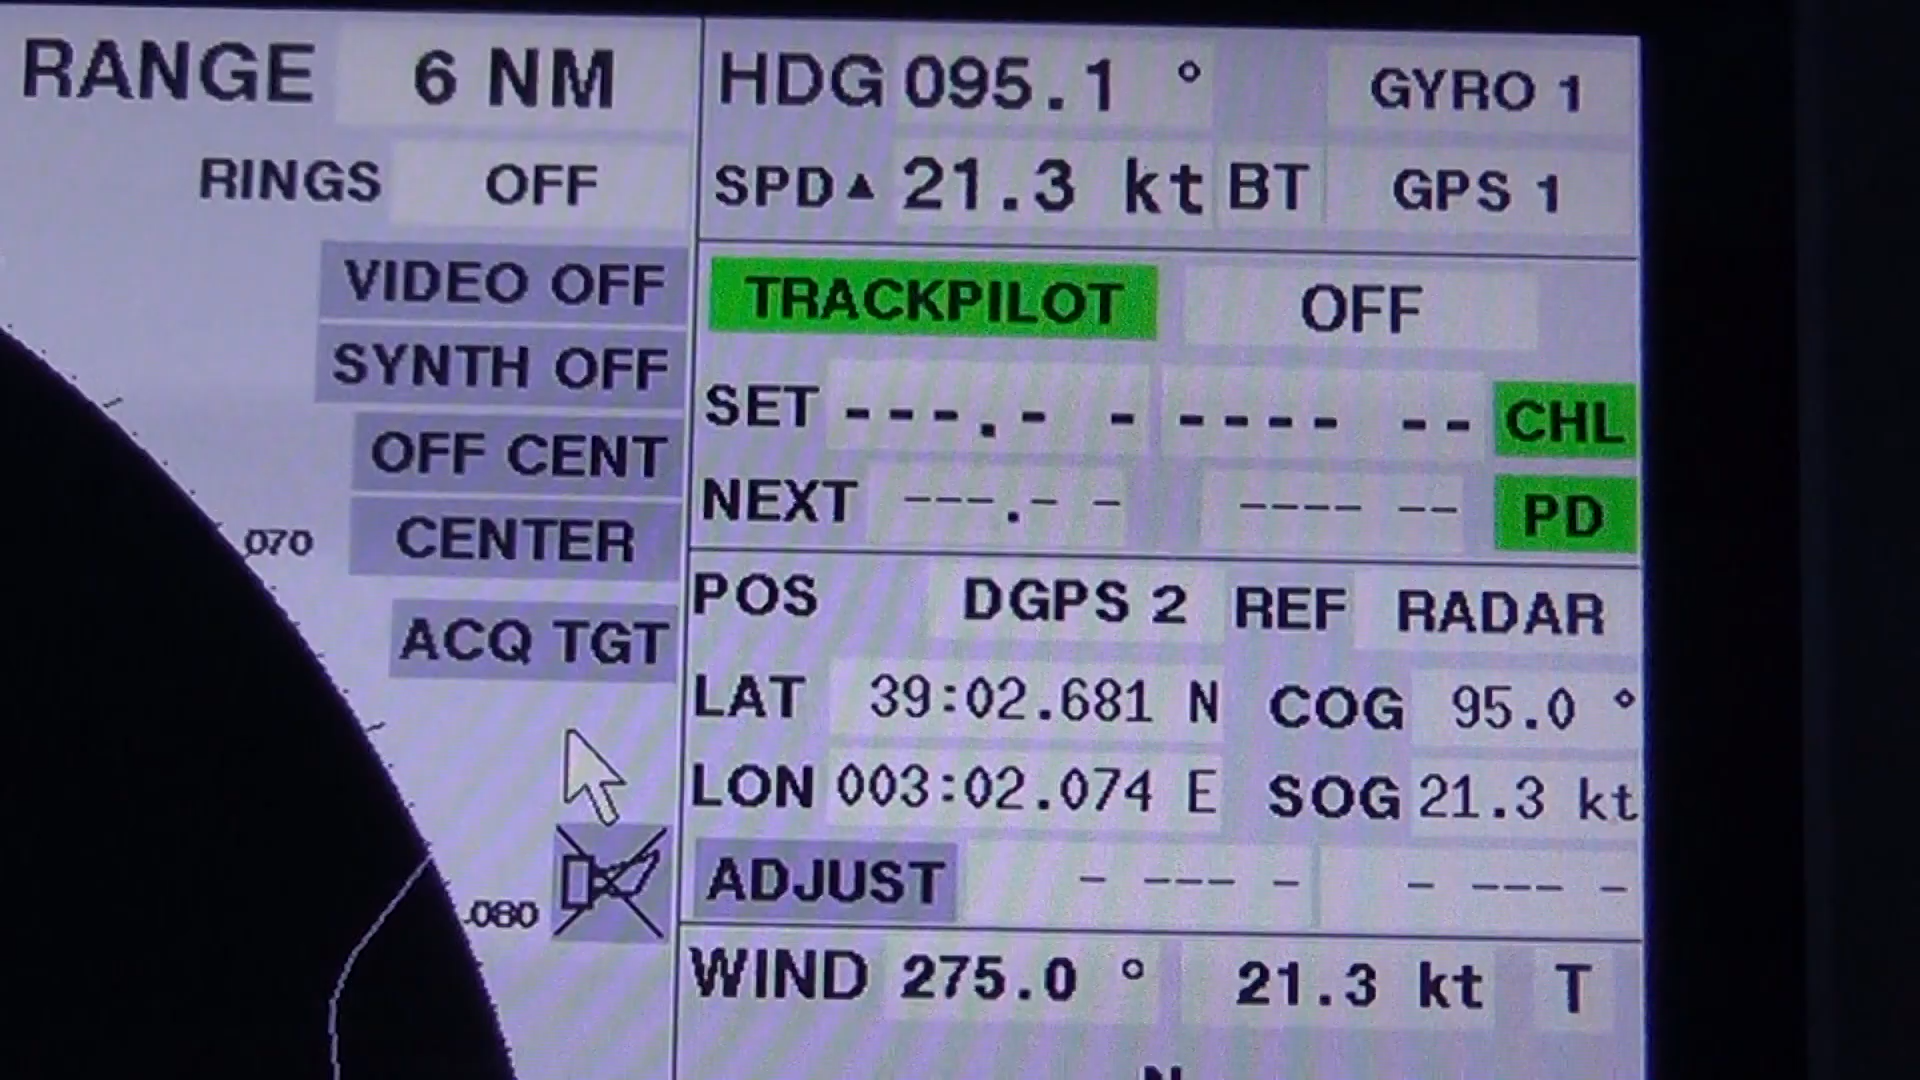 RANGE 6 NM
RINGS OFF
VIDEO OFF
SYNTH OFF
OFF CENT
CENTER
070
ACQ TGT
080
HDG 095.1 ° GYRO 1
SPD▲ 21.3 kt BT GPS 1
TRACKPILOT OFF
SET ---.- - ---- -- CHL
NEXT ---.- - ---- -- PD
POS DGPS 2 REF RADAR
LAT 39:02.681 N COG 95.0 °
LON 003:02.074 E SOG 21.3 kt
ADJUST - --- - - --- -
WIND 275.0 ° 21.3 kt T